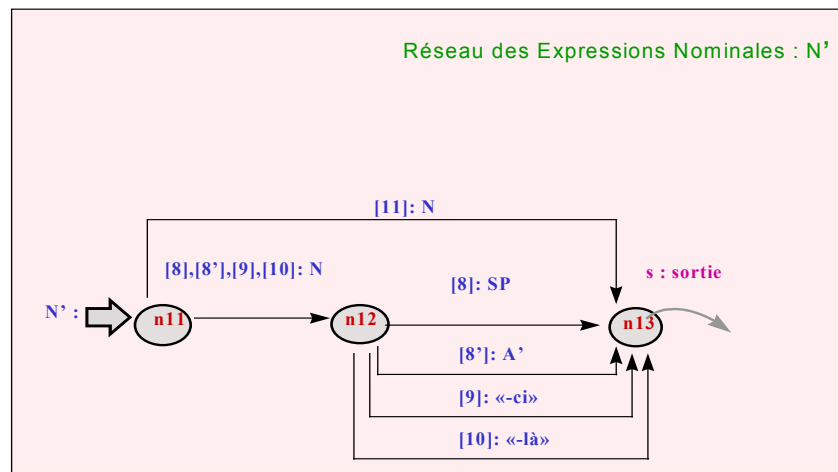 Réseau des Expressions Nominales : N’
[11]: N
[8],[8’],[9],[10]: N
s : sortie
[8]: SP
N’ :
n11
n12
n13
[8’]: A’
[9]: «-ci»
[10]: «-là»